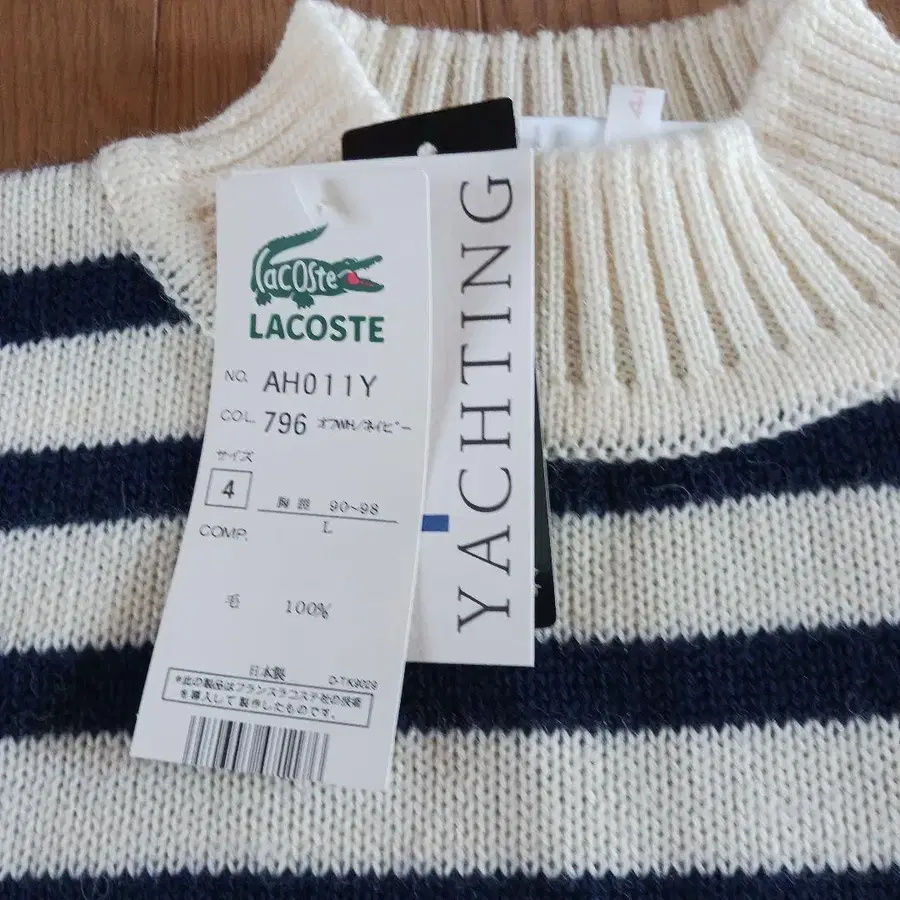 Lacoste
LACOSTE
NO. AH011Y
COL. 796 オフWH/ネイビー
サイズ
4
胸囲 90~98
L
COMP.
毛 100%
日本製
D-TK9029
*此の製品はフランスラコステ社の技術
を導入して製作したものです。
YACHTING